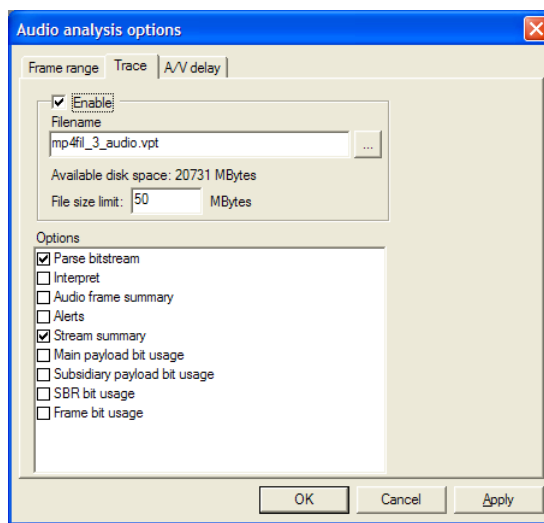 Audio analysis options
Frame range Trace A/V delay
Enable
Filename
mp4fil_3_audio.vpt ...
Available disk space: 20731 MBytes
File size limit: 50 MBytes
Options
Parse bitstream
Interpret
Audio frame summary
Alerts
Stream summary
Main payload bit usage
Subsidiary payload bit usage
SBR bit usage
Frame bit usage
OK Cancel Apply